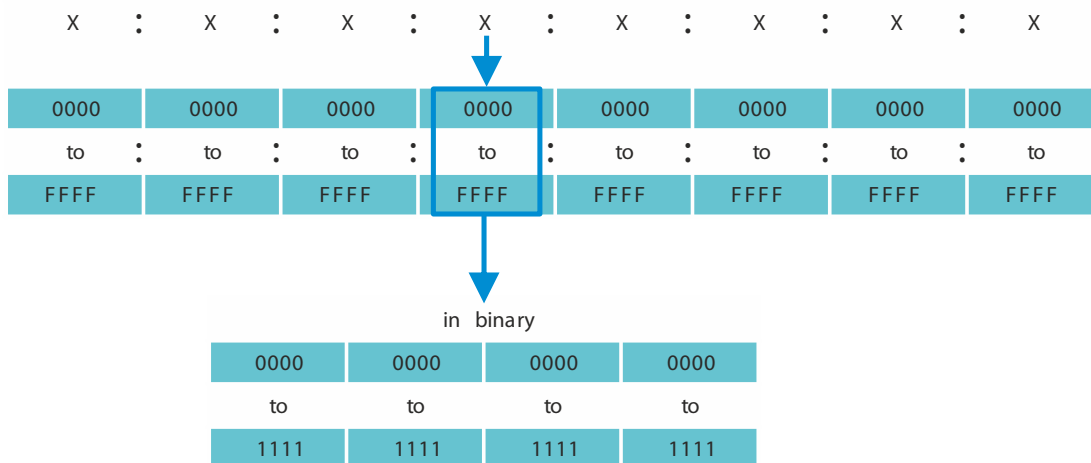 X : X : X : X : X : X : X : X
0000 0000 0000 0000 0000 0000 0000 0000
to : to : to : to : to : to : to : to
FFFF FFFF FFFF FFFF FFFF FFFF FFFF FFFF
in binary
0000 0000 0000 0000
to to to to
1111 1111 1111 1111